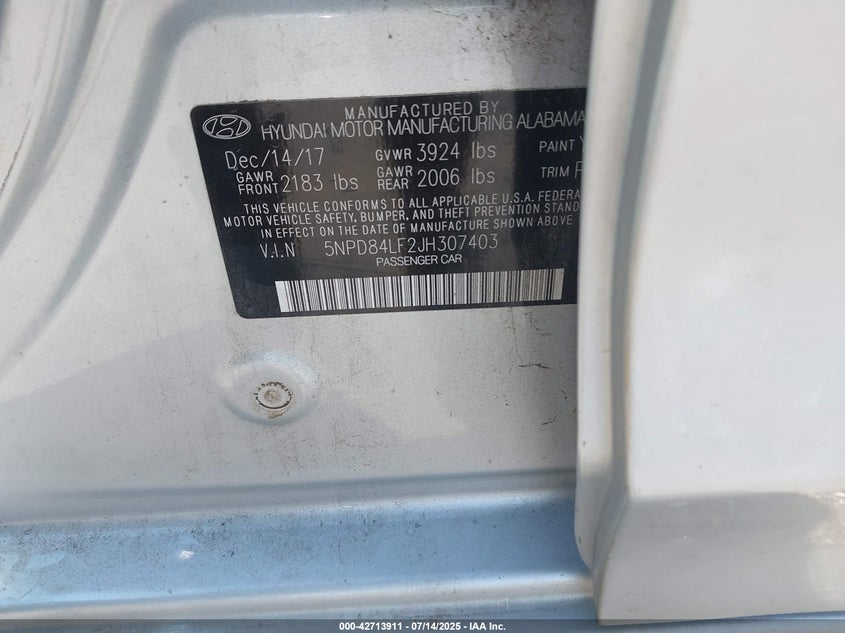 MANUFACTURED BY
HYUNDAI MOTOR MANUFACTURING ALABAMA
Dec/14/17 GVWR 3924 lbs PAINT
GAWR FRONT 2183 lbs GAWR REAR 2006 lbs TRIM
THIS VEHICLE CONFORMS TO ALL APPLICABLE U.S.A. FEDERA
MOTOR VEHICLE SAFETY, BUMPER, AND THEFT PREVENTION STAND
IN EFFECT ON THE DATE OF MANUFACTURE SHOWN ABOVE.
V.I.N 5NPD84LF2JH307403
PASSENGER CAR
000-42713911 - 07/14/2025 - IAA Inc.